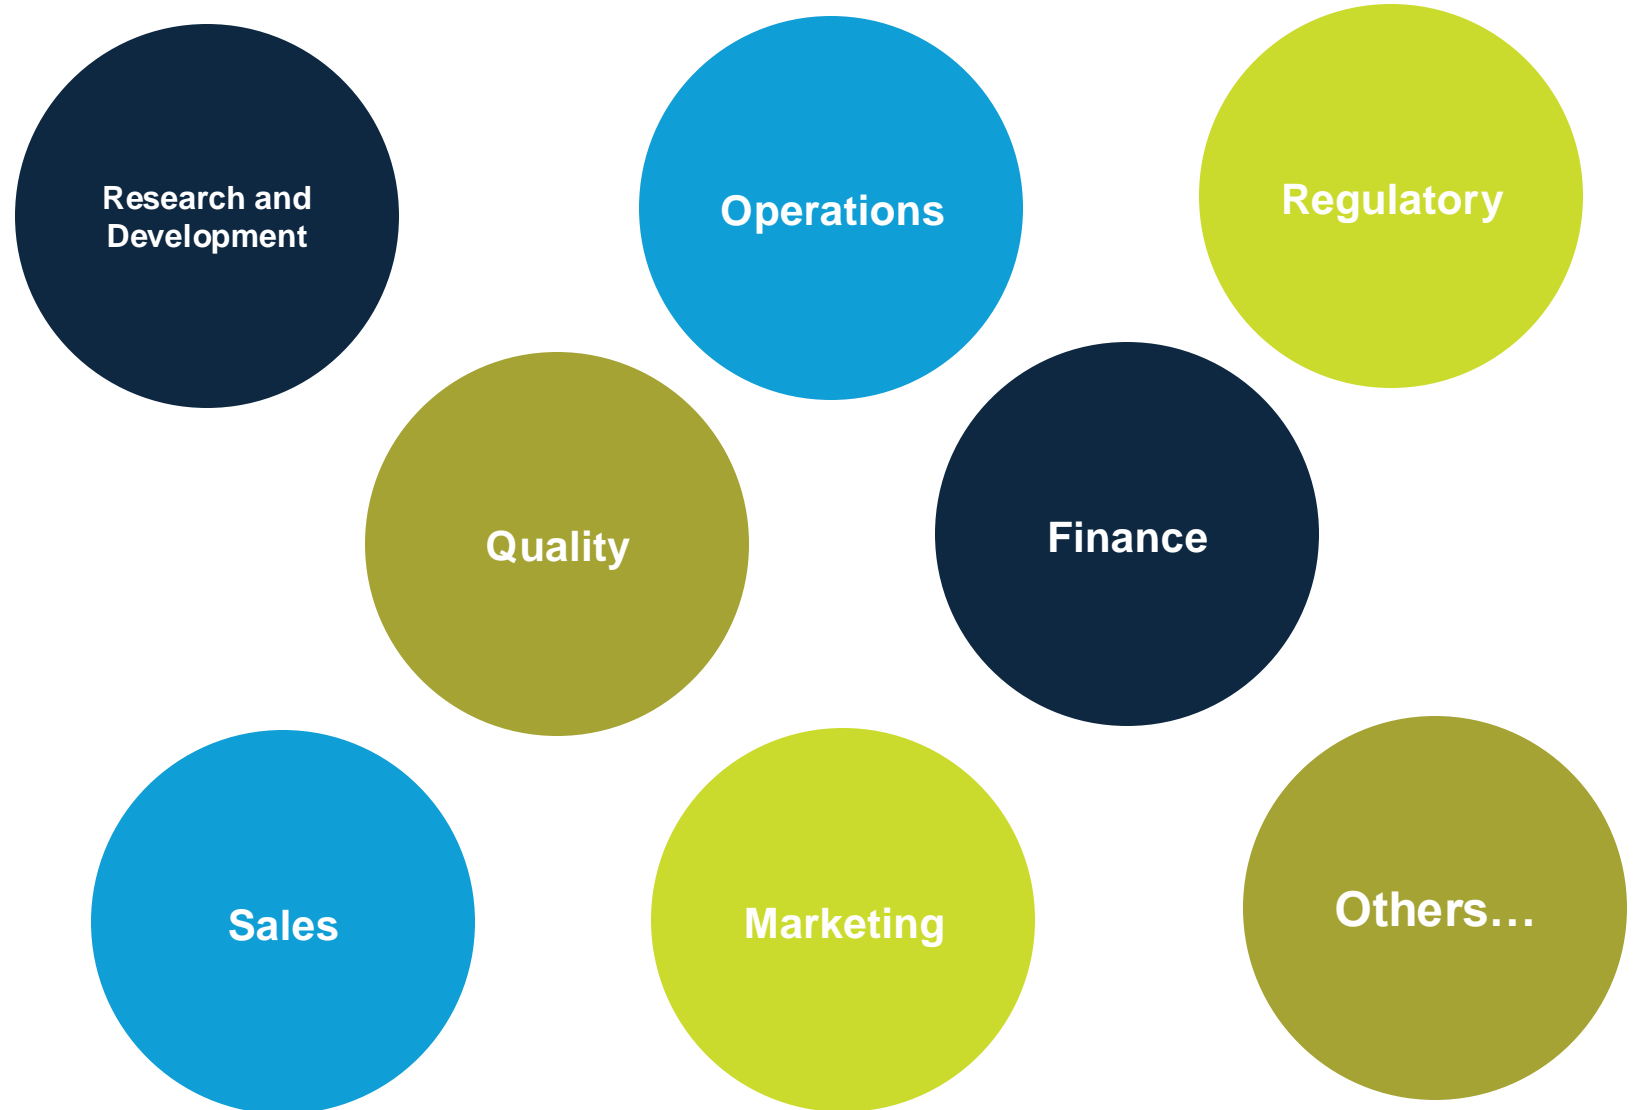 Research and
Development
Operations
Regulatory
Quality
Finance
Sales
Marketing
Others…